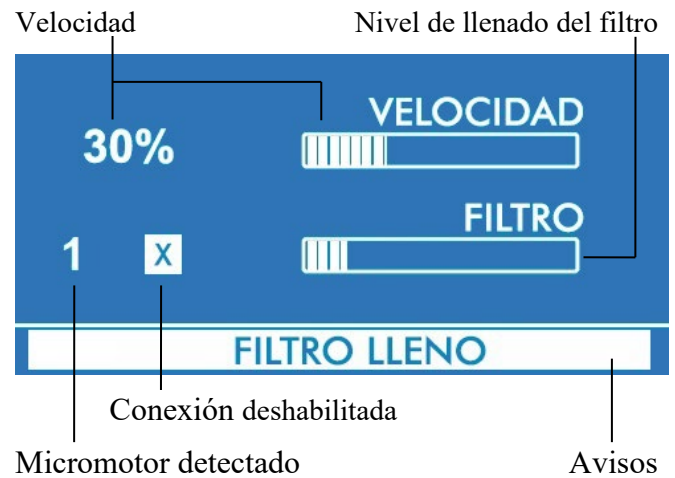 Velocidad
Nivel de llenado del filtro
VELOCIDAD
30%
FILTRO
1
X
FILTRO LLENO
Conexión deshabilitada
Micromotor detectado
Avisos